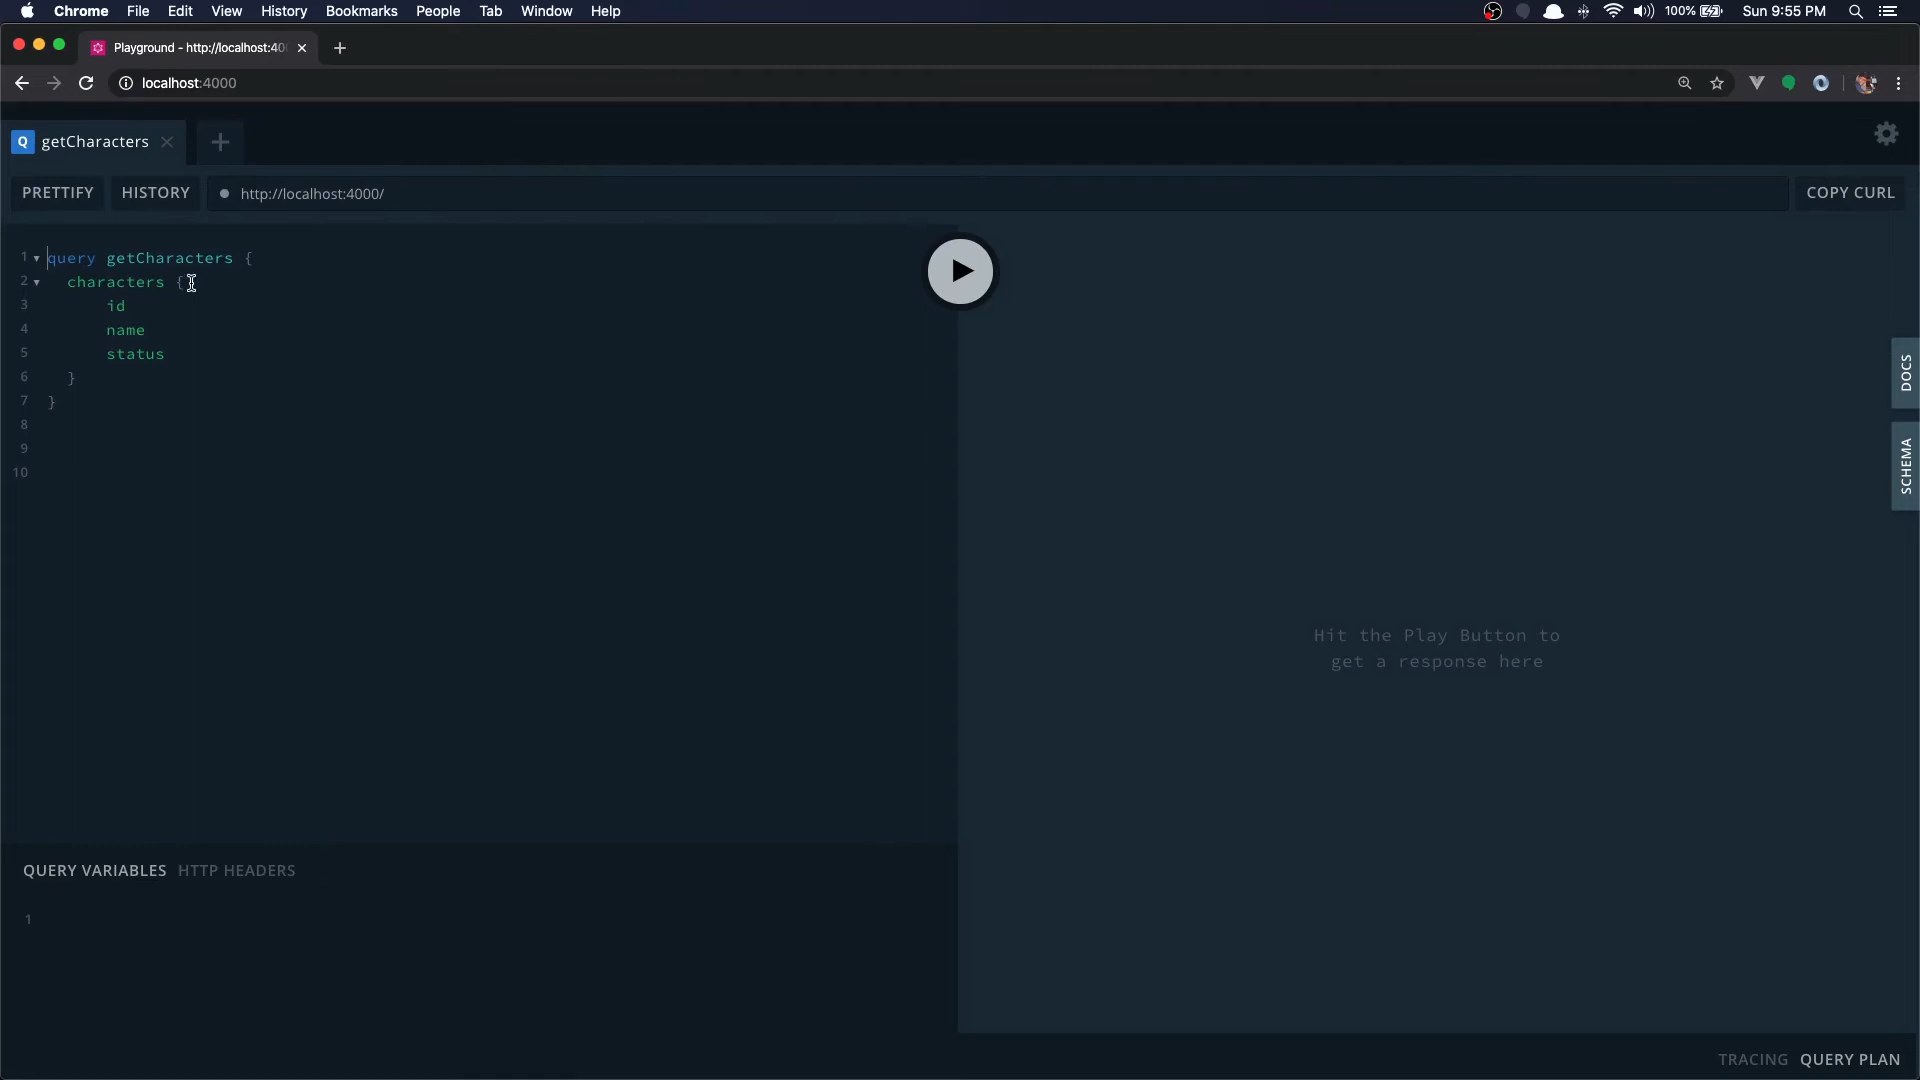 Chrome File Edit View History Bookmarks People Tab Window Help 100% Sun 9:55 PM
Playground - http://localhost:40
localhost:4000
Q getCharacters
PRETTIFY HISTORY http://localhost:4000/ COPY CURL
1 query getCharacters {
2 characters {
3 id
4 name
5 status
6 }
7 }
8
9
10
DOCS
SCHEMA
Hit the Play Button to
get a response here
QUERY VARIABLES HTTP HEADERS
1
TRACING QUERY PLAN